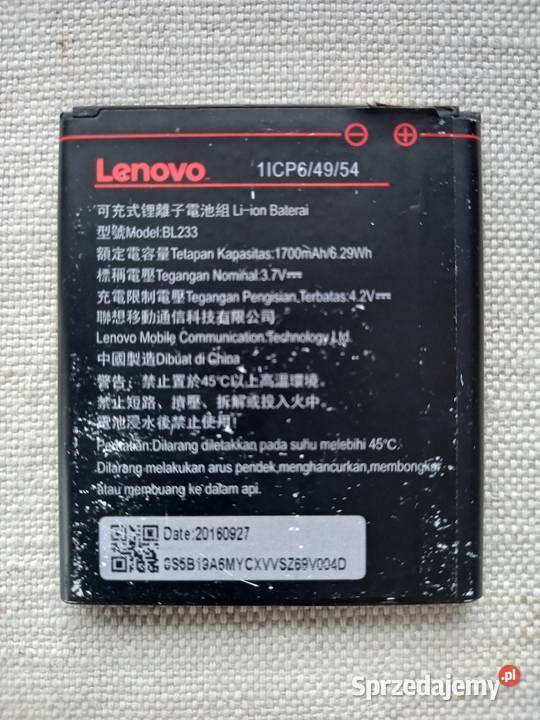 ⊖ ⊕
Lenovo 1ICP6/49/54
可充式鋰離子電池組 Li-ion Baterai
型號Model:BL233
額定電容量Tetapan Kapasitas:1700mAh/6.29Wh
標稱電壓Tegangan Nominal:3.7V⎓
充電限制電壓Tegangan Pengisian,Terbatas:4.2V⎓
聯想移動通信科技有限公司
Lenovo Mobile Communication Technology Ltd.
中國製造Dibuat di China
警告：禁止置於45℃以上高溫環境。
禁止短路、擠壓、拆解或投入火中。
電池浸水後禁止使用
Dilarang diletakkan pada suhu melebihi 45℃.
Dilarang melakukan arus pendek,menghancurkan,membongkar
atau membuang ke dalam api.
Date:20160927
Sprzedajemy.pl